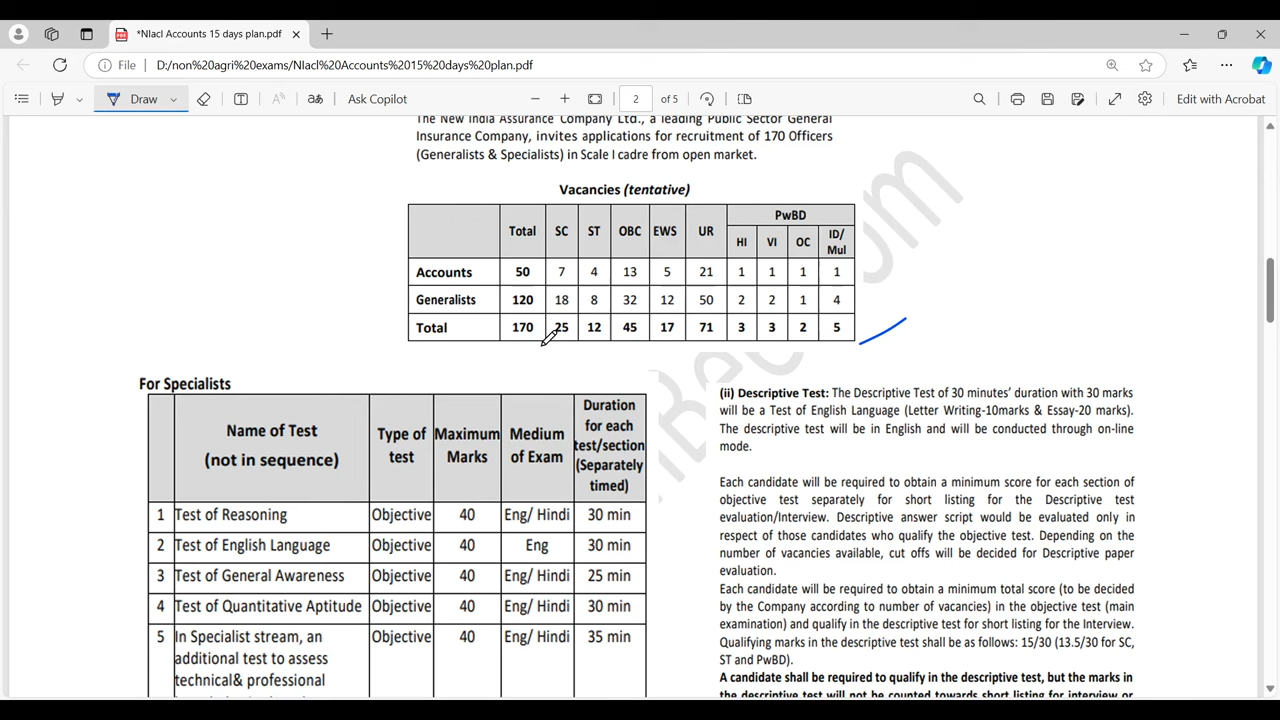 *NIacl Accounts 15 days plan.pdf
File
D:/non%20agri%20exams/NIacl%20Accounts%2015%20days%20plan.pdf
Draw
Ask Copilot
2
of 5
Edit with Acrobat
The New India Assurance Company Ltd., a leading Public Sector General
Insurance Company, invites applications for recruitment of 170 Officers
(Generalists & Specialists) in Scale I cadre from open market.
Vacancies (tentative)
Total SC ST OBC EWS UR PwBD
HI VI OC ID/
Mul
Accounts 50 7 4 13 5 21 1 1 1 1
Generalists 120 18 8 32 12 50 2 2 1 4
Total 170 25 12 45 17 71 3 3 2 5
For Specialists
Name of Test
(not in sequence)
Type of
test
Maximum
Marks
Medium
of Exam
Duration
for each
test/section
(Separately
timed)
1 Test of Reasoning Objective 40 Eng/ Hindi 30 min
2 Test of English Language Objective 40 Eng 30 min
3 Test of General Awareness Objective 40 Eng/ Hindi 25 min
4 Test of Quantitative Aptitude Objective 40 Eng/ Hindi 30 min
5 In Specialist stream, an Objective 40 Eng/ Hindi 35 min
additional test to assess
technical& professional
(ii) Descriptive Test: The Descriptive Test of 30 minutes' duration with 30 marks
will be a Test of English Language (Letter Writing-10marks & Essay-20 marks).
The descriptive test will be in English and will be conducted through on-line
mode.
Each candidate will be required to obtain a minimum score for each section of
objective test separately for short listing for the Descriptive test
evaluation/Interview. Descriptive answer script would be evaluated only in
respect of those candidates who qualify the objective test. Depending on the
number of vacancies available, cut offs will be decided for Descriptive paper
evaluation.
Each candidate will be required to obtain a minimum total score (to be decided
by the Company according to number of vacancies) in the objective test (main
examination) and qualify in the descriptive test for short listing for the Interview.
Qualifying marks in the descriptive test shall be as follows: 15/30 (13.5/30 for SC,
ST and PwBD).
A candidate shall be required to qualify in the descriptive test, but the marks in
the descriptive test will not be counted towards short listing for interview or